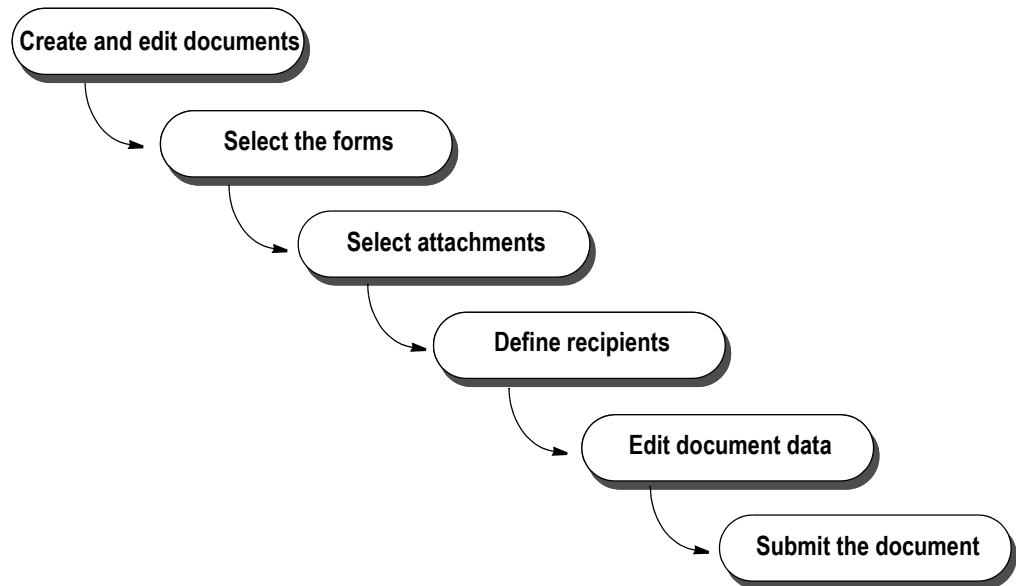 Create and edit documents
Select the forms
Select attachments
Define recipients
Edit document data
Submit the document